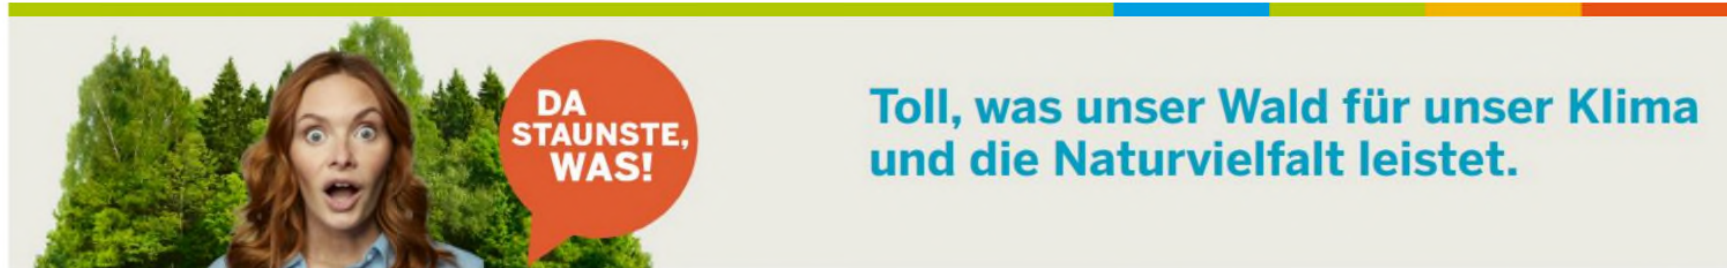 DA
STAUNSTE,
WAS!
Toll, was unser Wald für unser Klima
und die Naturvielfalt leistet.